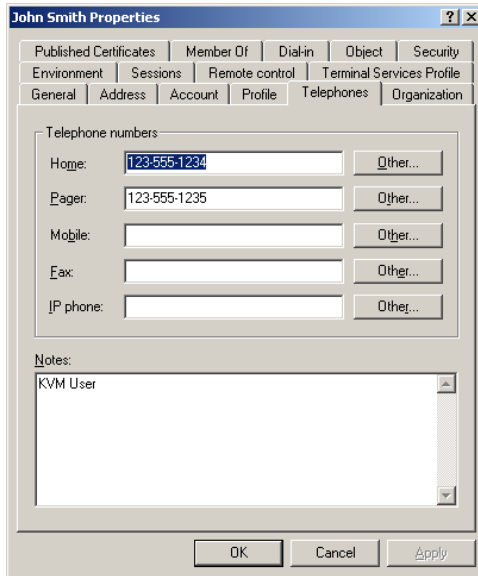 John Smith Properties
Published Certificates Member Of Dial-in Object Security
Environment Sessions Remote control Terminal Services Profile
General Address Account Profile Telephones Organization
Telephone numbers
Home: 123-555-1234 Other...
Pager: 123-555-1235 Other...
Mobile: Other...
Fax: Other...
IP phone: Other...
Notes:
KVM User
OK Cancel Apply